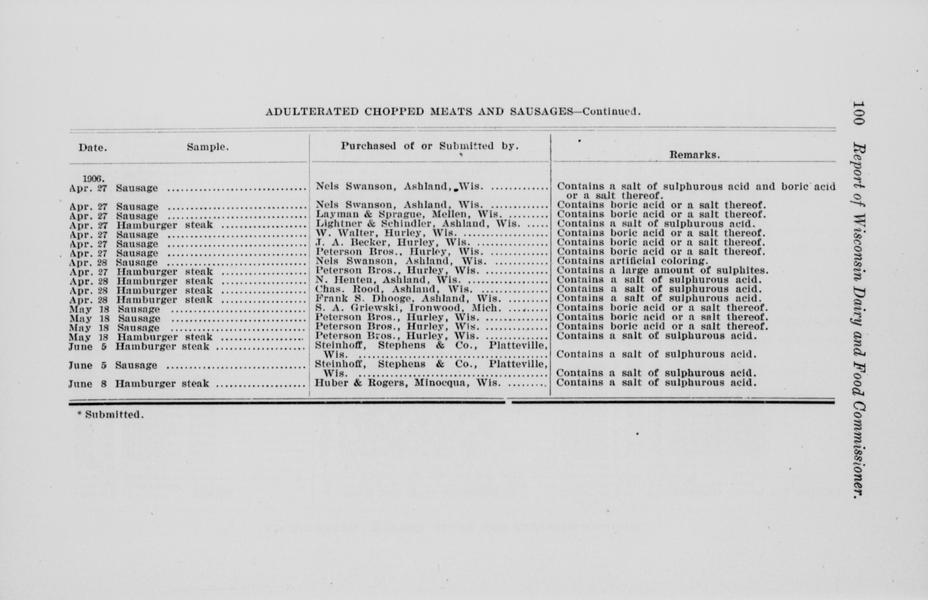 100 Report of Wisconsin Dairy and Food Commissioner.
ADULTERATED CHOPPED MEATS AND SAUSAGES—Continued.
Date. Sample. Purchased of or Submitted by. Remarks.
1906.
Apr. 27 Sausage ................................ Nels Swanson, Ashland, Wis. ............. Contains a salt of sulphurous acid and boric acid
or a salt thereof.
Apr. 27 Sausage ................................ Nels Swanson, Ashland, Wis. ............. Contains boric acid or a salt thereof.
Apr. 27 Sausage ................................ Layman & Sprague, Mellen, Wis. .......... Contains boric acid or a salt thereof.
Apr. 27 Hamburger steak .................... Lightner & Schindler, Ashland, Wis. ..... Contains a salt of sulphurous acid.
Apr. 27 Sausage ................................ W. Walter, Hurley, Wis. .................... Contains boric acid or a salt thereof.
Apr. 27 Sausage ................................ J. A. Becker, Hurley, Wis. ................ Contains boric acid or a salt thereof.
Apr. 27 Sausage ................................ Peterson Bros., Hurley, Wis. .............. Contains boric acid or a salt thereof.
Apr. 28 Sausage ................................ Nels Swanson, Ashland, Wis. ............. Contains artificial coloring.
Apr. 27 Hamburger steak .................... Peterson Bros., Hurley, Wis. .............. Contains a large amount of sulphites.
Apr. 28 Hamburger steak .................... N. Henten, Ashland, Wis. .................. Contains a salt of sulphurous acid.
Apr. 28 Hamburger steak .................... Chas. Rood, Ashland, Wis. ................ Contains a salt of sulphurous acid.
Apr. 28 Hamburger steak .................... Frank S. Dhooge, Ashland, Wis. ......... Contains a salt of sulphurous acid.
May 18 Sausage ................................ S. A. Griewski, Ironwood, Mich. ........ Contains boric acid or a salt thereof.
May 18 Sausage ................................ Peterson Bros., Hurley, Wis. .............. Contains boric acid or a salt thereof.
May 18 Sausage ................................ Peterson Bros., Hurley, Wis. .............. Contains boric acid or a salt thereof.
May 18 Hamburger steak .................... Peterson Bros., Hurley, Wis. .............. Contains a salt of sulphurous acid.
June 5 Hamburger steak .................... Steinhoff, Stephens & Co., Platteville,
Wis. ............................................ Contains a salt of sulphurous acid.
June 5 Sausage ................................ Steinhoff, Stephens & Co., Platteville,
Wis. ............................................ Contains a salt of sulphurous acid.
June 8 Hamburger steak .................... Huber & Rogers, Minocqua, Wis. ......... Contains a salt of sulphurous acid.
* Submitted.